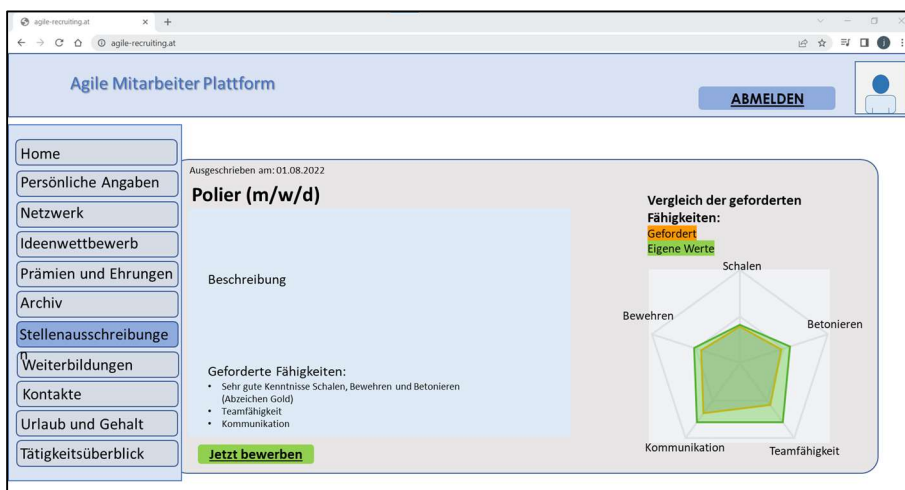 agile-recruiting.at
agile-recruiting.at
Agile Mitarbeiter Plattform
ABMELDEN
Home
Persönliche Angaben
Netzwerk
Ideenwettbewerb
Prämien und Ehrungen
Archiv
Stellenausschreibunge
n
Weiterbildungen
Kontakte
Urlaub und Gehalt
Tätigkeitsüberblick
Ausgeschrieben am: 01.08.2022
Polier (m/w/d)
Beschreibung
Geforderte Fähigkeiten:
• Sehr gute Kenntnisse Schalen, Bewehren und Betonieren
(Abzeichen Gold)
• Teamfähigkeit
• Kommunikation
Jetzt bewerben
Vergleich der geforderten
Fähigkeiten:
Gefordert
Eigene Werte
Schalen
Bewehren
Betonieren
Kommunikation
Teamfähigkeit